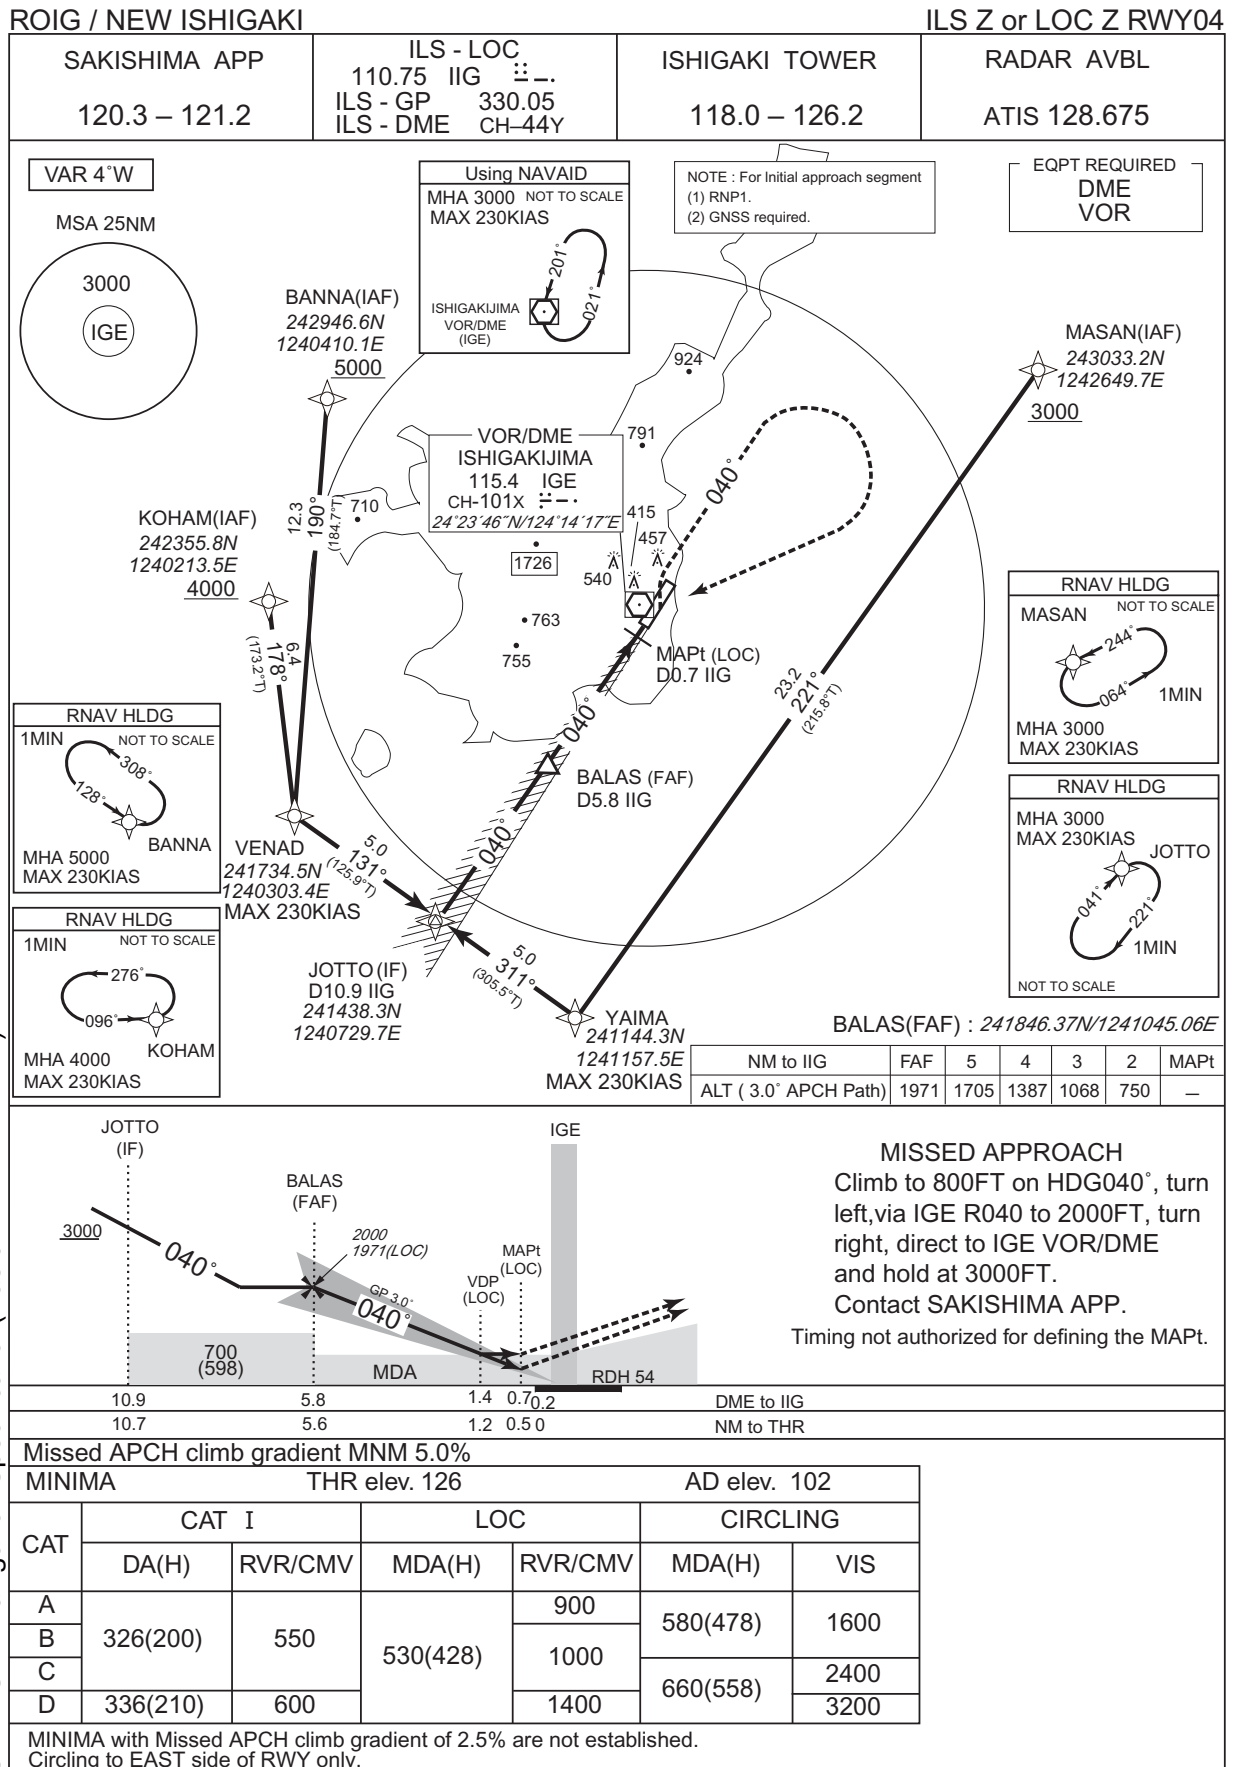 ROIG / NEW ISHIGAKI
ILS Z or LOC Z RWY04
SAKISHIMA APP
120.3 – 121.2
ILS - LOC
110.75 IIG
ILS - GP 330.05
ILS - DME CH–44Y
ISHIGAKI TOWER
118.0 – 126.2
RADAR AVBL
ATIS 128.675
VAR 4˚W
MSA 25NM
3000
IGE
Using NAVAID
MHA 3000 NOT TO SCALE
MAX 230KIAS
201˚
021˚
ISHIGAKIJIMA
VOR/DME
(IGE)
NOTE : For Initial approach segment
(1) RNP1.
(2) GNSS required.
EQPT REQUIRED
DME
VOR
BANNA(IAF)
242946.6N
1240410.1E
5000
MASAN(IAF)
243033.2N
1242649.7E
3000
924
791
VOR/DME
ISHIGAKIJIMA
115.4 IGE
CH-101X
24˚23´46˝N/124˚14´17˝E
12.3
190˚
(184.7°T)
710
KOHAM(IAF)
242355.8N
1240213.5E
4000
415
457
540
1726
763
755
040˚
6.4
178˚
(173.2°T)
MAPt (LOC)
D0.7 IIG
23.2
221˚
(215.8°T)
RNAV HLDG
MASAN NOT TO SCALE
244˚
064˚
1MIN
MHA 3000
MAX 230KIAS
RNAV HLDG
1MIN NOT TO SCALE
308˚
128˚
BANNA
MHA 5000
MAX 230KIAS
040˚
BALAS (FAF)
D5.8 IIG
040˚
RNAV HLDG
MHA 3000
MAX 230KIAS
JOTTO
041˚
221˚
1MIN
NOT TO SCALE
VENAD
241734.5N
1240303.4E
MAX 230KIAS
5.0
131˚
(125.9°T)
RNAV HLDG
1MIN NOT TO SCALE
276˚
096˚
KOHAM
MHA 4000
MAX 230KIAS
JOTTO (IF)
D10.9 IIG
241438.3N
1240729.7E
5.0
311˚
(305.5°T)
YAIMA
241144.3N
1241157.5E
MAX 230KIAS
BALAS(FAF) : 241846.37N/1241045.06E
NM to IIG FAF 5 4 3 2 MAPt
ALT ( 3.0˚ APCH Path) 1971 1705 1387 1068 750 —
JOTTO
(IF)
IGE
BALAS
(FAF)
3000
040˚
2000
1971(LOC)
MAPt
(LOC)
VDP
(LOC)
GP 3.0˚
040˚
700
(598)
MDA
RDH 54
10.9 5.8 1.4 0.7 0.2 DME to IIG
10.7 5.6 1.2 0.5 0 NM to THR
MISSED APPROACH
Climb to 800FT on HDG040˚, turn
left,via IGE R040 to 2000FT, turn
right, direct to IGE VOR/DME
and hold at 3000FT.
Contact SAKISHIMA APP.
Timing not authorized for defining the MAPt.
Missed APCH climb gradient MNM 5.0%
MINIMA THR elev. 126 AD elev. 102
CAT CAT I LOC CIRCLING
DA(H) RVR/CMV MDA(H) RVR/CMV MDA(H) VIS
A 326(200) 550 530(428) 900 580(478) 1600
B 1000
C 660(558) 2400
D 336(210) 600 1400 3200
MINIMA with Missed APCH climb gradient of 2.5% are not established.
Circling to EAST side of RWY only.